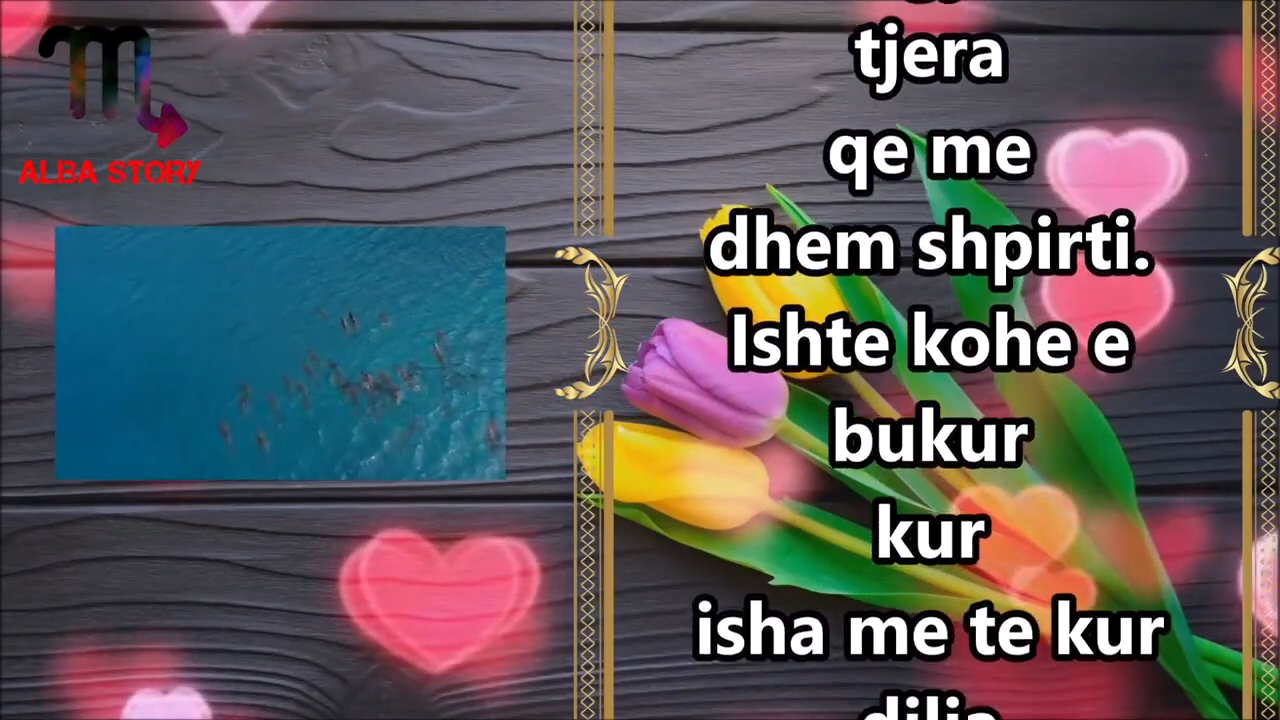 ALBA STORY
tjera
qe me
dhem shpirti.
Ishte kohe e
bukur
kur
isha me te kur